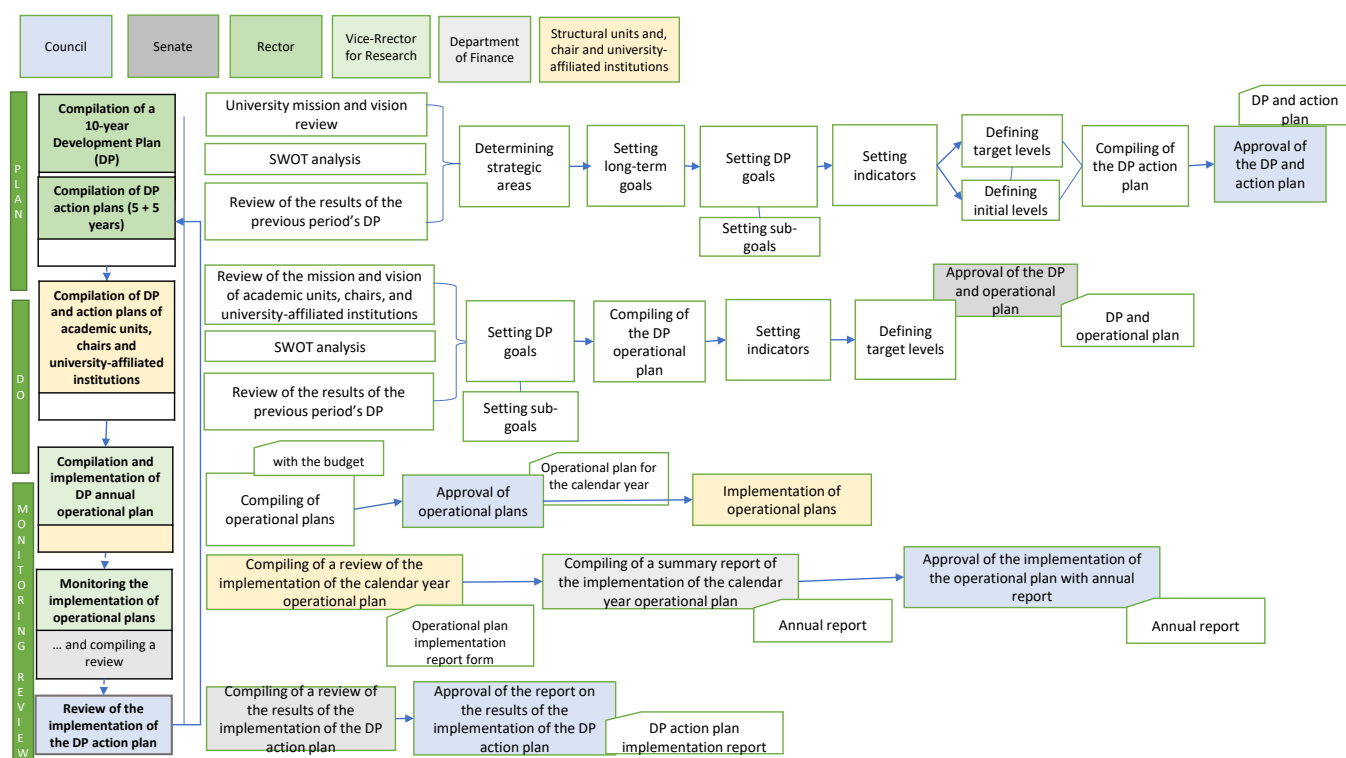 Council
Senate
Rector
Vice-Rrector
for Research
Department
of Finance
Structural units and,
chair and university-
affiliated institutions
PLAN
DO
MONITORING REVIEW
Compilation of a
10-year
Development Plan
(DP)
Compilation of DP
action plans (5 + 5
years)
Compilation of DP
and action plans of
academic units,
chairs and
university-affiliated
institutions
Compilation and
implementation of
DP annual
operational plan
Monitoring the
implementation of
operational plans
... and compiling a
review
Review of the
implementation of
the DP action plan
University mission and vision
review
SWOT analysis
Review of the results of the
previous period's DP
Determining
strategic
areas
Setting
long-term
goals
Setting DP
goals
Setting sub-
goals
Setting
indicators
Defining
target levels
Defining
initial levels
Compiling of
the DP action
plan
DP and action
plan
Approval of
the DP and
action plan
Review of the mission and vision
of academic units, chairs, and
university-affiliated institutions
SWOT analysis
Review of the results of the
previous period's DP
Setting DP
goals
Setting sub-
goals
Compiling of
the DP
operational
plan
Setting
indicators
Defining
target levels
Approval of the DP
and operational
plan
DP and
operational plan
with the budget
Compiling of
operational plans
Approval of
operational plans
Operational plan for
the calendar year
Implementation of
operational plans
Compiling of a review of the
implementation of the calendar year
operational plan
Operational plan
implementation
report form
Compiling of a summary report of
the implementation of the calendar
year operational plan
Annual report
Approval of the implementation of
the operational plan with annual
report
Annual report
Compiling of a review of
the results of the
implementation of the DP
action plan
Approval of the report on
the results of the
implementation of the DP
action plan
DP action plan
implementation report